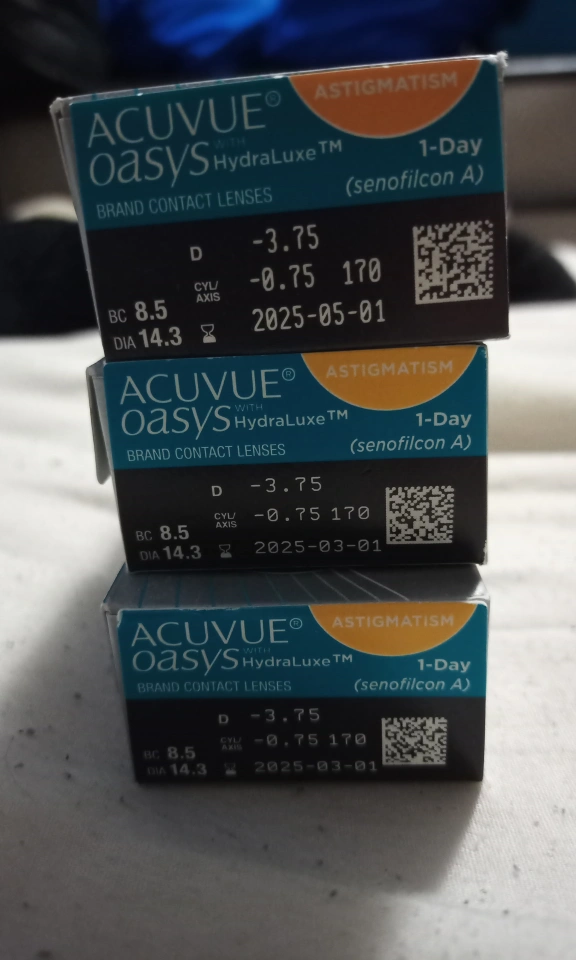 ASTIGMATISM
ACUVUE®
oasys WITH HydraLuxe™
1-Day
(senofilcon A)
BRAND CONTACT LENSES
D -3.75
CYL/AXIS -0.75 170
BC 8.5
DIA 14.3 2025-05-01
ASTIGMATISM
ACUVUE®
oasys WITH HydraLuxe™
1-Day
(senofilcon A)
BRAND CONTACT LENSES
D -3.75
CYL/AXIS -0.75 170
BC 8.5
DIA 14.3 2025-03-01
ASTIGMATISM
ACUVUE®
oasys WITH HydraLuxe™
1-Day
(senofilcon A)
BRAND CONTACT LENSES
D -3.75
CYL/AXIS -0.75 170
BC 8.5
DIA 14.3 2025-03-01